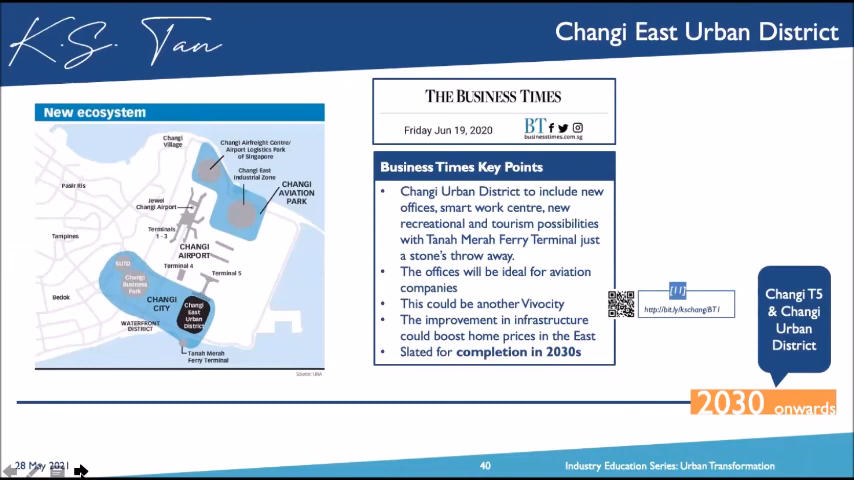 K.S. Tan
Changi East Urban District
New ecosystem
Changi
Village
Changi Airfreight Centre/
Airport Logistics Park
of Singapore
Changi East
Industrial Zone
CHANGI
AVIATION
PARK
Pasir Ris
Jewel
Changi Airport
Terminals
1 - 3
CHANGI
AIRPORT
Tampines
Terminal 4
Terminal 5
SUTD
Changi
Business
Park
Bedok
CHANGI
CITY
Changi
East
Urban
District
WATERFRONT
DISTRICT
Tanah Merah
Ferry Terminal
Source: URA
THE BUSINESS TIMES
Friday Jun 19, 2020
BT
businesstimes.com.sg
Business Times Key Points
• Changi Urban District to include new
offices, smart work centre, new
recreational and tourism possibilities
with Tanah Merah Ferry Terminal just
a stone's throw away.
• The offices will be ideal for aviation
companies
• This could be another Vivocity
• The improvement in infrastructure
could boost home prices in the East
• Slated for completion in 2030s
[11]
http://bit.ly/kschangiBT1
Changi T5
& Changi
Urban
District
2030 onwards
28 May 2021
40
Industry Education Series: Urban Transformation